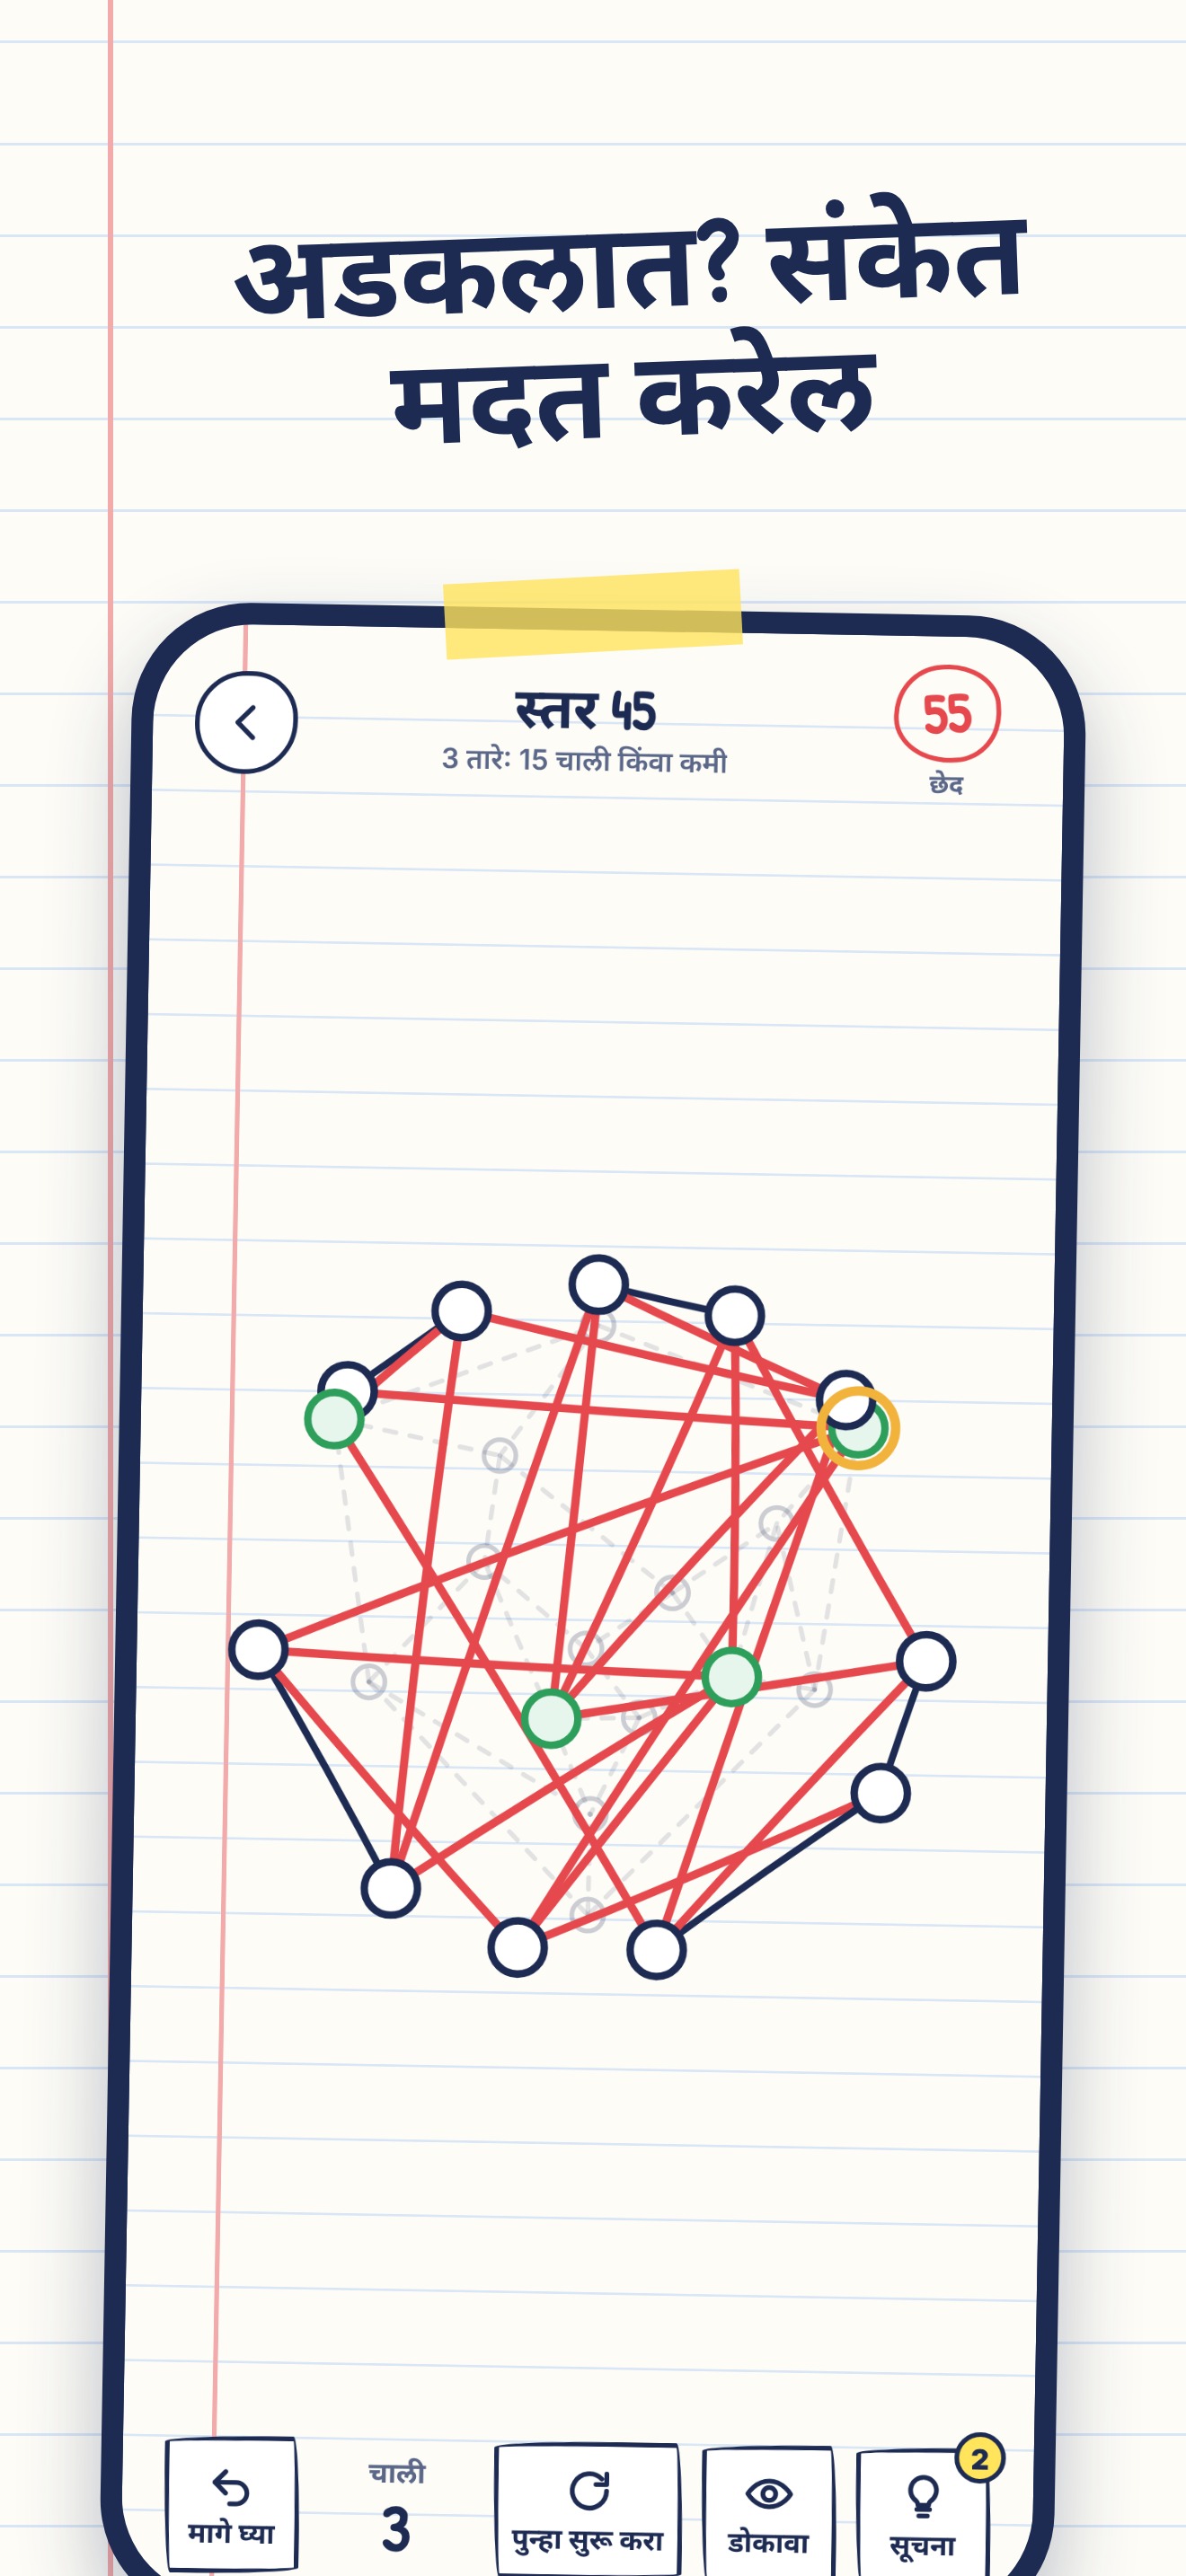 अडकलात? संकेत
मदत करेल
स्तर 45
3 तारे: 15 चाली किंवा कमी
55
छेद
मागे घ्या
चाली
3
पुन्हा सुरू करा
डोकावा
2
सूचना